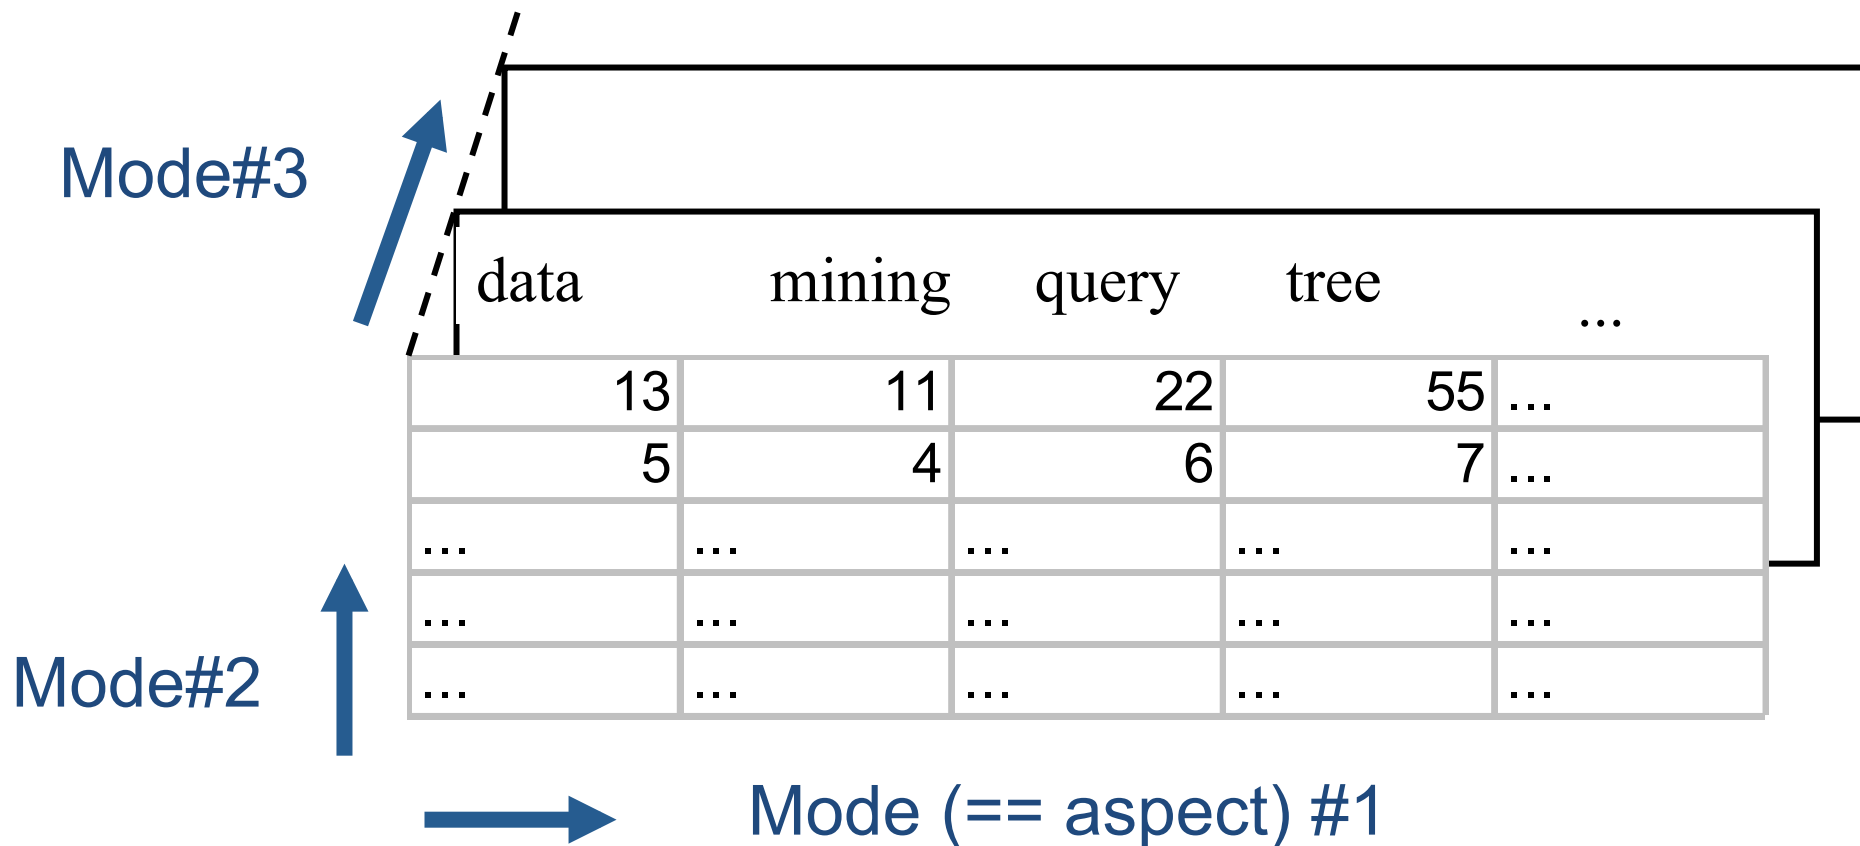 Mode#3
data mining query tree ...
13 11 22 55 ...
5 4 6 7 ...
... ... ... ... ...
... ... ... ... ...
... ... ... ... ...
Mode#2
Mode (== aspect) #1